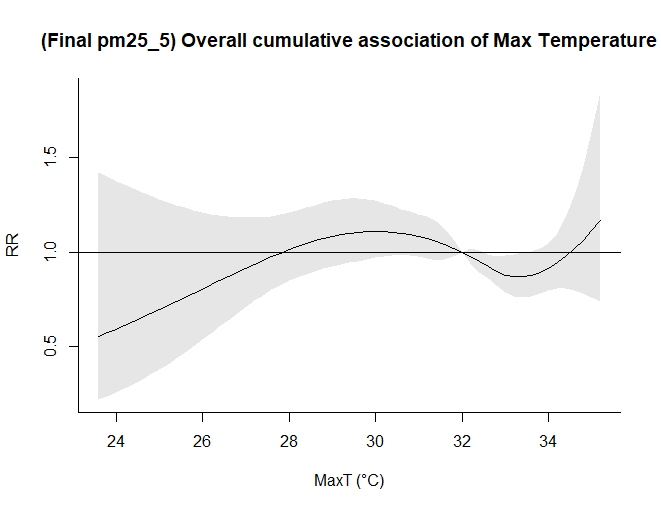 (Final pm25_5) Overall cumulative association of Max Temperature
RR
1.5
1.0
0.5
24 26 28 30 32 34
MaxT (°C)